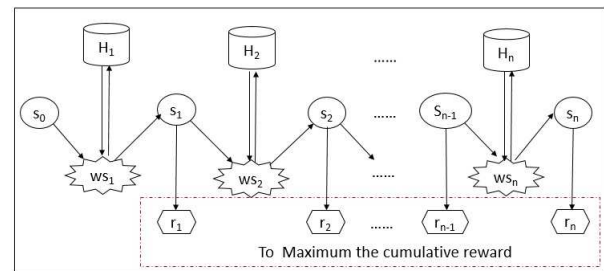 H1 H2 ...... Hn
s0 s1 s2 ...... Sn-1 sn
ws1 ws2 ...... wsn
r1 r2 ...... rn-1 rn
To Maximum the cumulative reward